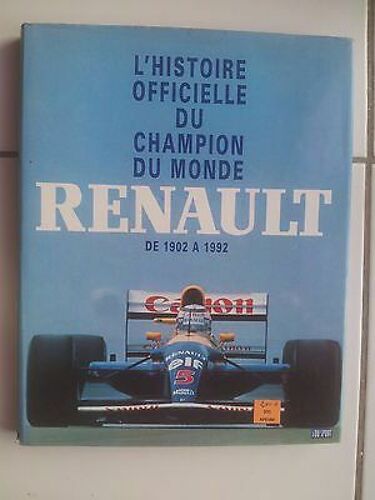 L'HISTOIRE
OFFICIELLE
DU
CHAMPION
DU MONDE
RENAULT
DE 1902 A 1992
Canon
RENAULT
elf
5